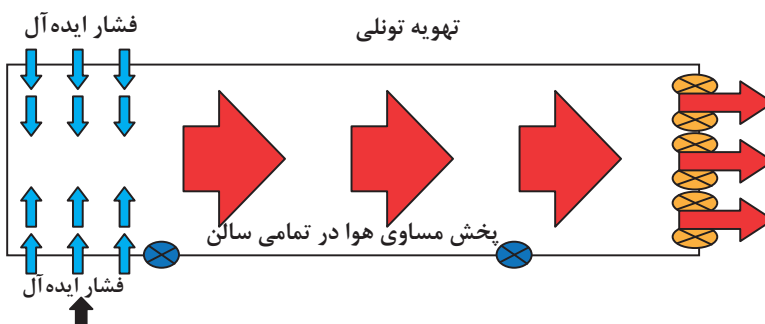 تهویه تونلی
فشار ایده‌آل
پخش مساوی هوا در تمامی سالن
فشار ایده‌آل